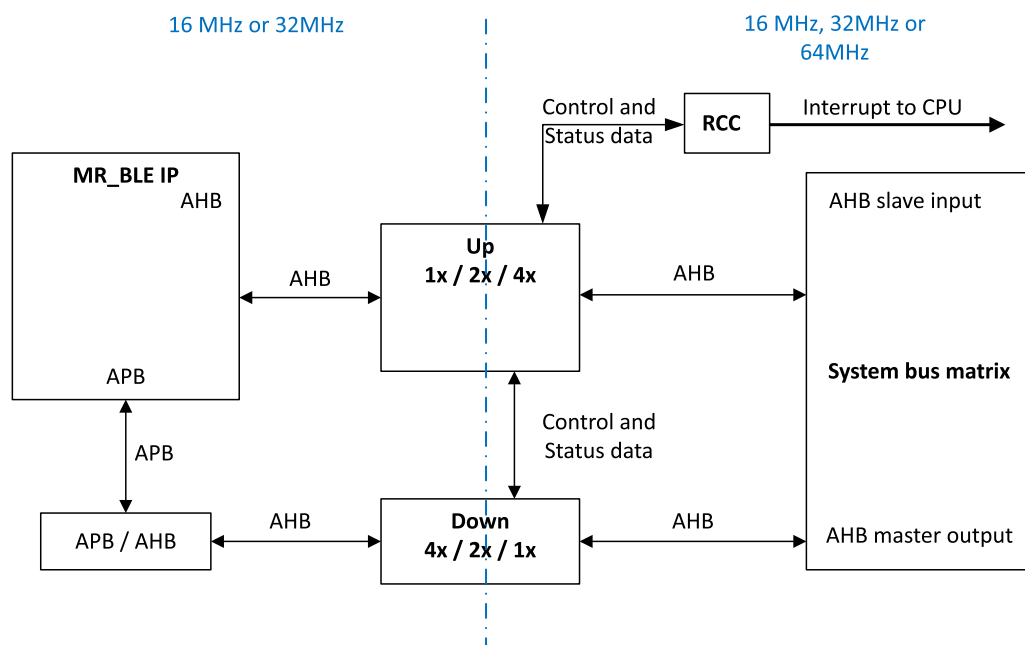 16 MHz or 32MHz
16 MHz, 32MHz or
64MHz
Control and
Status data
RCC
Interrupt to CPU
MR_BLE IP
AHB
AHB slave input
Up
1x / 2x / 4x
AHB
AHB
System bus matrix
APB
Control and
Status data
APB
Down
4x / 2x / 1x
AHB
AHB
AHB master output
APB / AHB